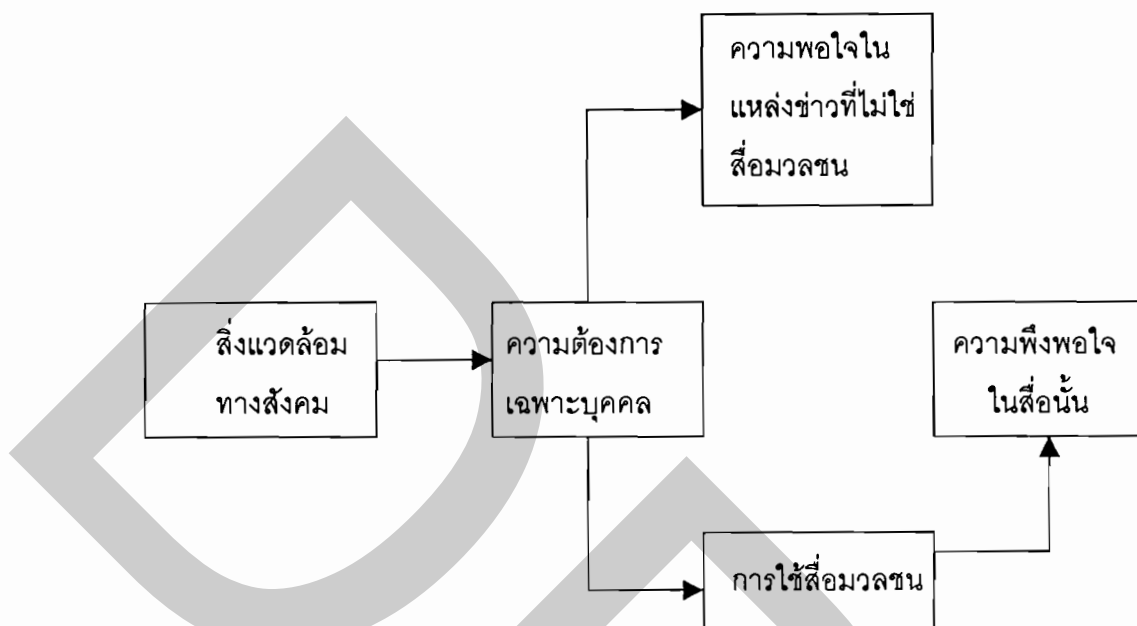 ความพอใจใน
แหล่งข่าวที่ไม่ใช่
สื่อมวลชน
สิ่งแวดล้อม
ทางสังคม
ความต้องการ
เฉพาะบุคคล
ความพึงพอใจ
ในสื่อนั้น
การใช้สื่อมวลชน